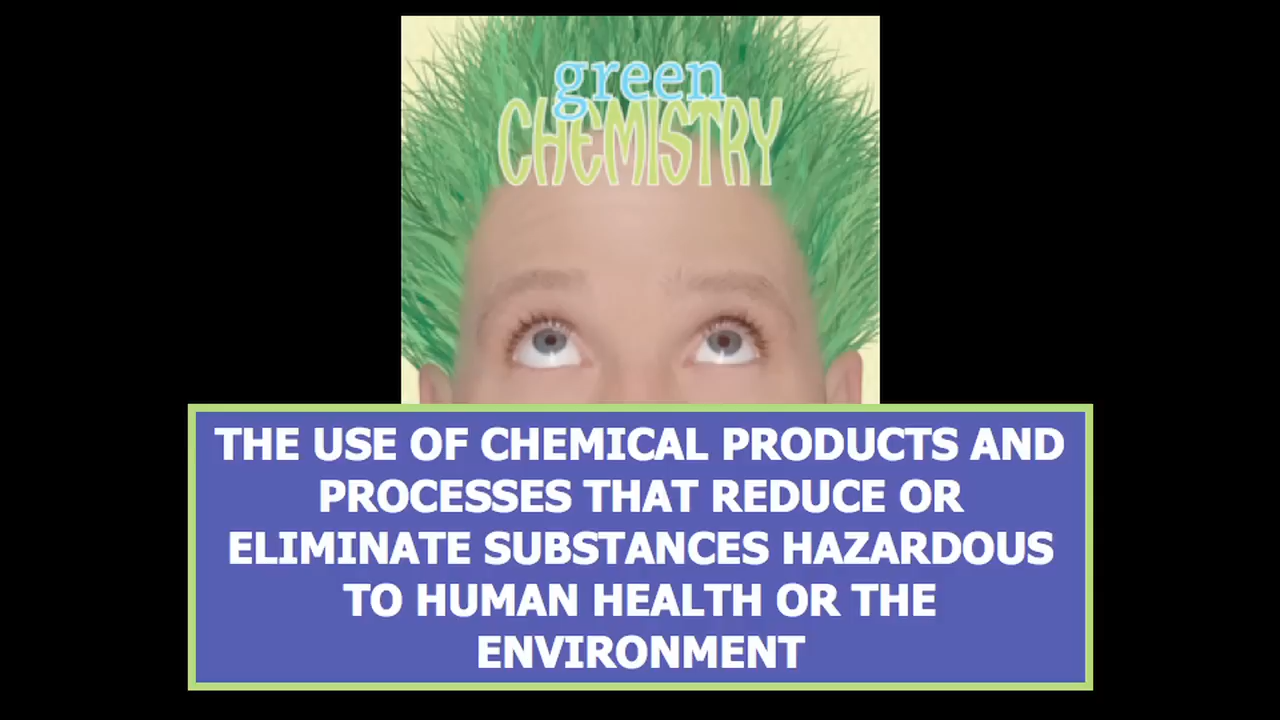 green
CHEMISTRY
THE USE OF CHEMICAL PRODUCTS AND
PROCESSES THAT REDUCE OR
ELIMINATE SUBSTANCES HAZARDOUS
TO HUMAN HEALTH OR THE
ENVIRONMENT